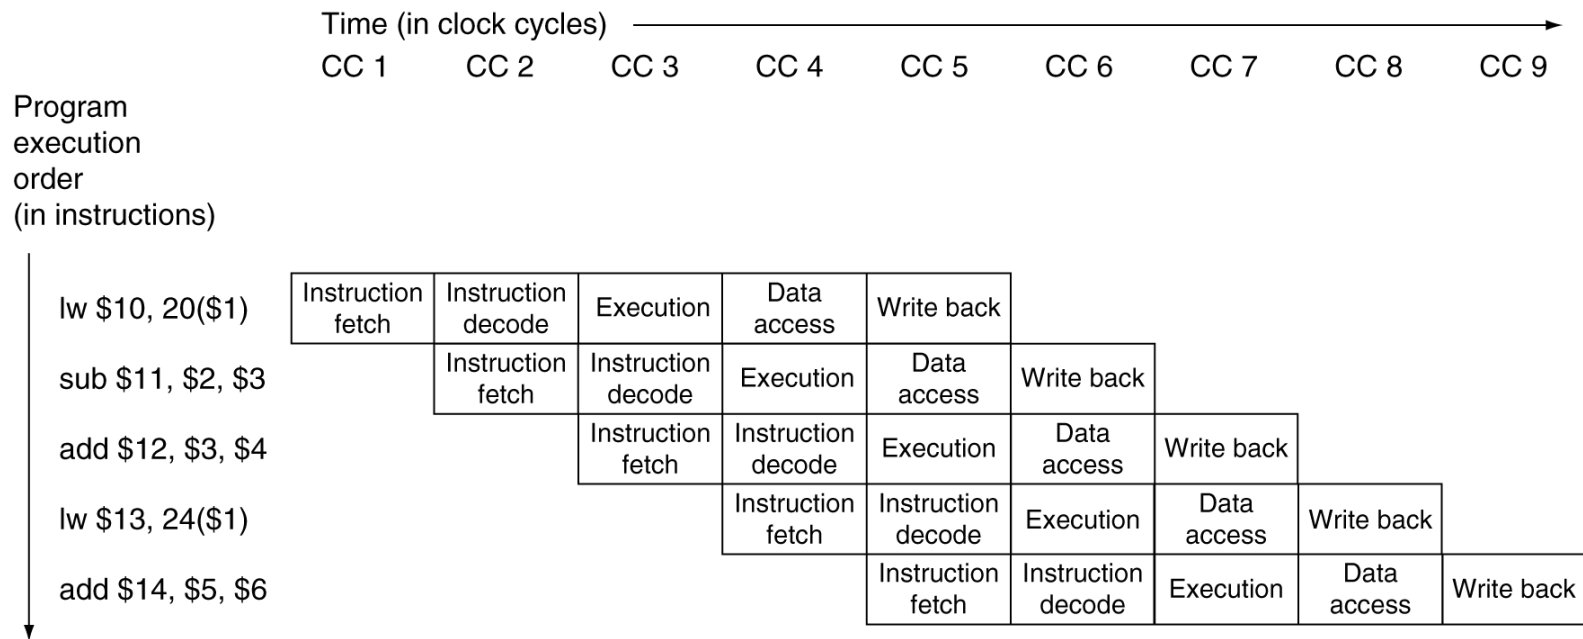 Time (in clock cycles)
CC 1 CC 2 CC 3 CC 4 CC 5 CC 6 CC 7 CC 8 CC 9
Program
execution
order
(in instructions)
lw $10, 20($1)
Instruction
fetch
Instruction
decode
Execution
Data
access
Write back
sub $11, $2, $3
Instruction
fetch
Instruction
decode
Execution
Data
access
Write back
add $12, $3, $4
Instruction
fetch
Instruction
decode
Execution
Data
access
Write back
lw $13, 24($1)
Instruction
fetch
Instruction
decode
Execution
Data
access
Write back
add $14, $5, $6
Instruction
fetch
Instruction
decode
Execution
Data
access
Write back